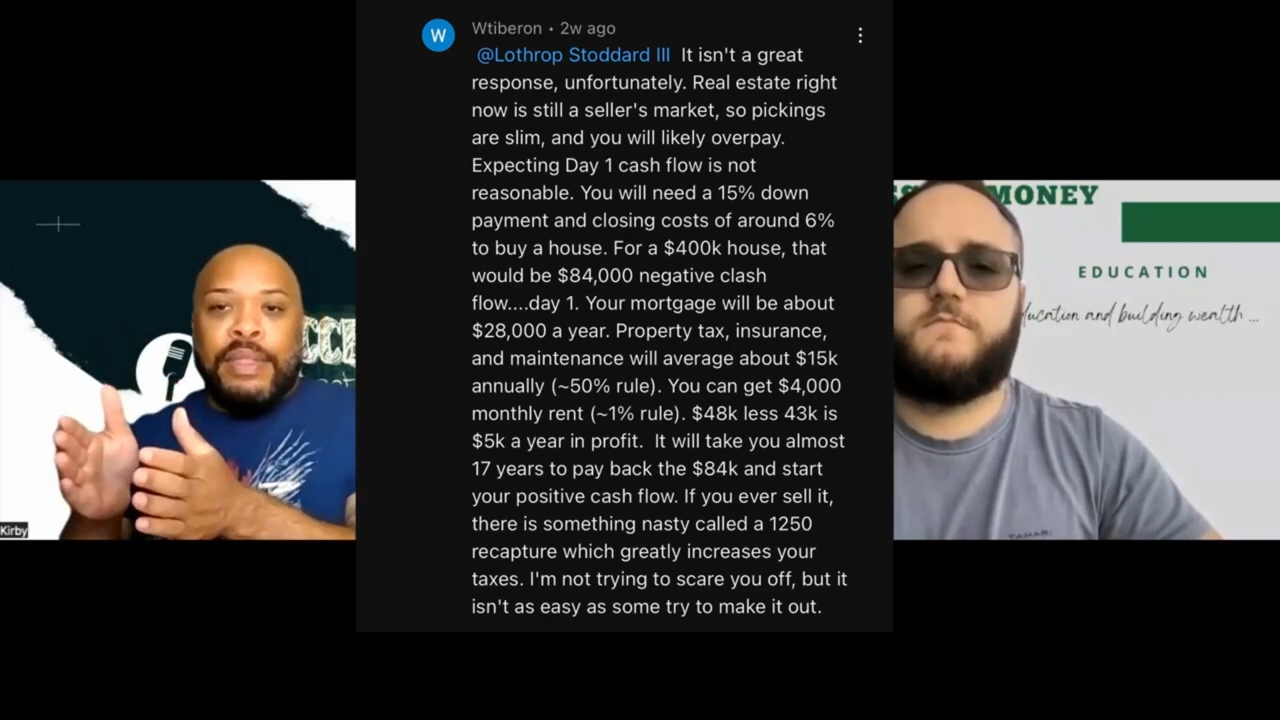 W
Wtiberon • 2w ago
@Lothrop Stoddard III It isn't a great
response, unfortunately. Real estate right
now is still a seller's market, so pickings
are slim, and you will likely overpay.
Expecting Day 1 cash flow is not
reasonable. You will need a 15% down
payment and closing costs of around 6%
to buy a house. For a $400k house, that
would be $84,000 negative clash
flow....day 1. Your mortgage will be about
$28,000 a year. Property tax, insurance,
and maintenance will average about $15k
annually (~50% rule). You can get $4,000
monthly rent (~1% rule). $48k less 43k is
$5k a year in profit.  It will take you almost
17 years to pay back the $84k and start
your positive cash flow. If you ever sell it,
there is something nasty called a 1250
recapture which greatly increases your
taxes. I'm not trying to scare you off, but it
isn't as easy as some try to make it out.
Kirby
MONEY
EDUCATION
and building wealth ...